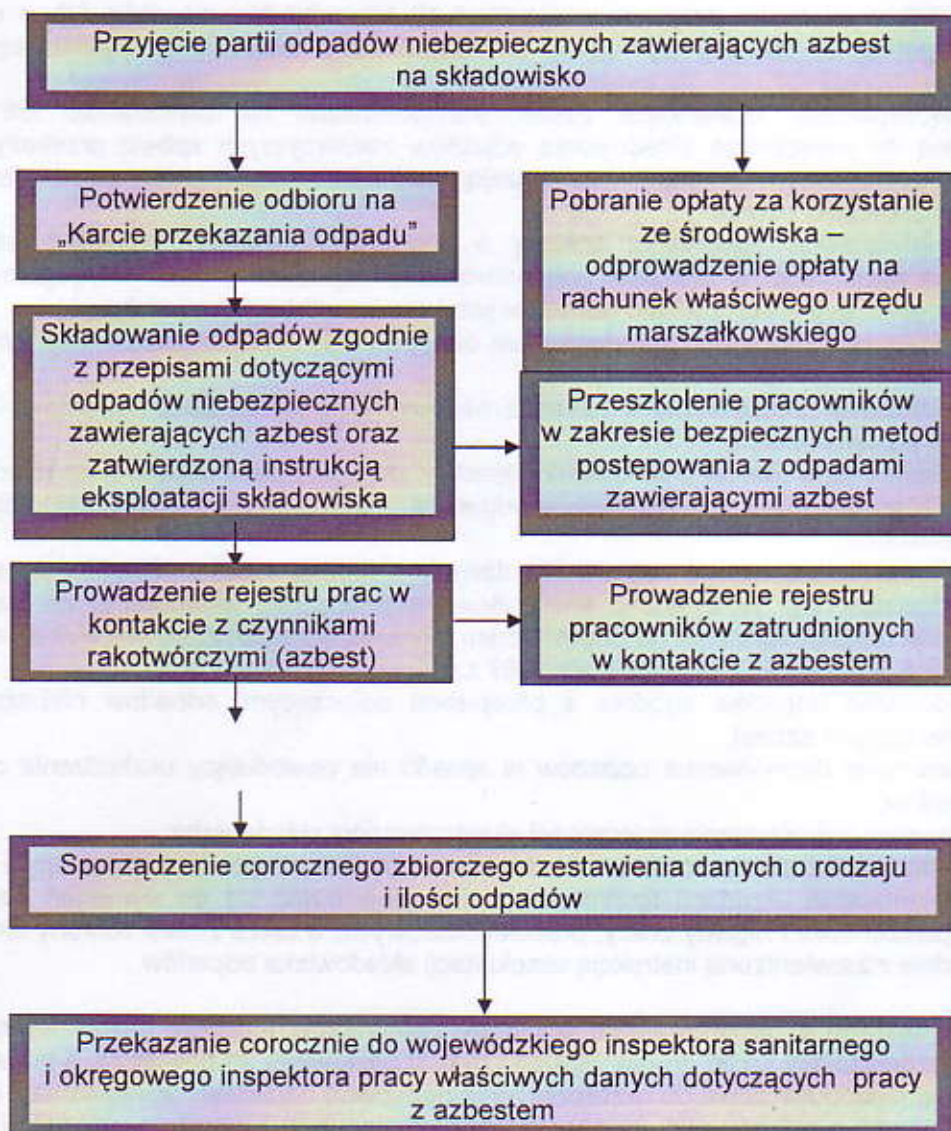 Przyjęcie partii odpadów niebezpiecznych zawierających azbest
na składowisko
Potwierdzenie odbioru na
„Karcie przekazania odpadu”
Pobranie opłaty za korzystanie
ze środowiska –
odprowadzenie opłaty na
rachunek właściwego urzędu
marszałkowskiego
Składowanie odpadów zgodnie
z przepisami dotyczącymi
odpadów niebezpiecznych
zawierających azbest oraz
zatwierdzoną instrukcją
eksploatacji składowiska
Przeszkolenie pracowników
w zakresie bezpiecznych metod
postępowania z odpadami
zawierającymi azbest
Prowadzenie rejestru prac w
kontakcie z czynnikami
rakotwórczymi (azbest)
Prowadzenie rejestru
pracowników zatrudnionych
w kontakcie z azbestem
Sporządzenie corocznego zbiorczego zestawienia danych o rodzaju
i ilości odpadów
Przekazanie corocznie do wojewódzkiego inspektora sanitarnego
i okręgowego inspektora pracy właściwych danych dotyczących pracy
z azbestem